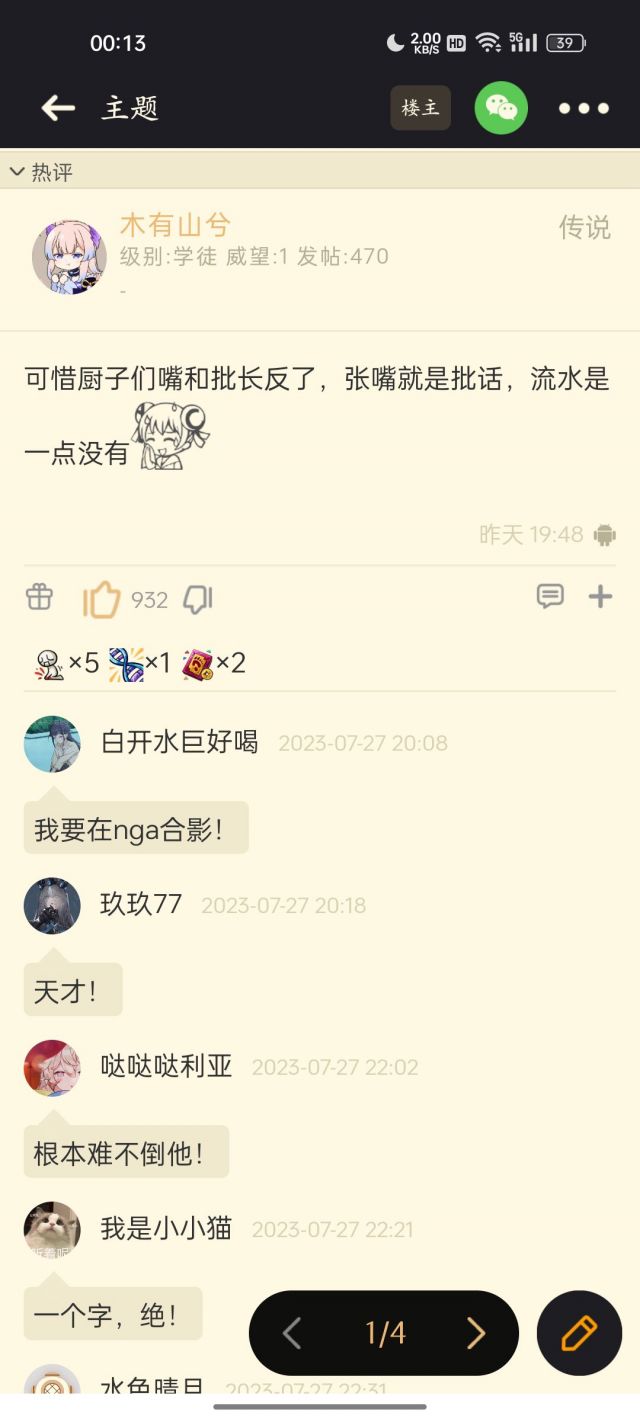 00:13
2.00
KB/S
HD
5G
39
主题
楼主
热评
木有山兮
传说
级别:学徒 威望:1 发帖:470
-
可惜厨子们嘴和批长反了，张嘴就是批话，流水是
一点没有
昨天 19:48
932
×5 ×1 ×2
白开水巨好喝 2023-07-27 20:08
我要在nga合影！
玖玖77 2023-07-27 20:18
天才！
哒哒哒利亚 2023-07-27 22:02
根本难不倒他！
我是小小猫 2023-07-27 22:21
一个字，绝！
1/4
水色晴月 2023-07-27 22:31